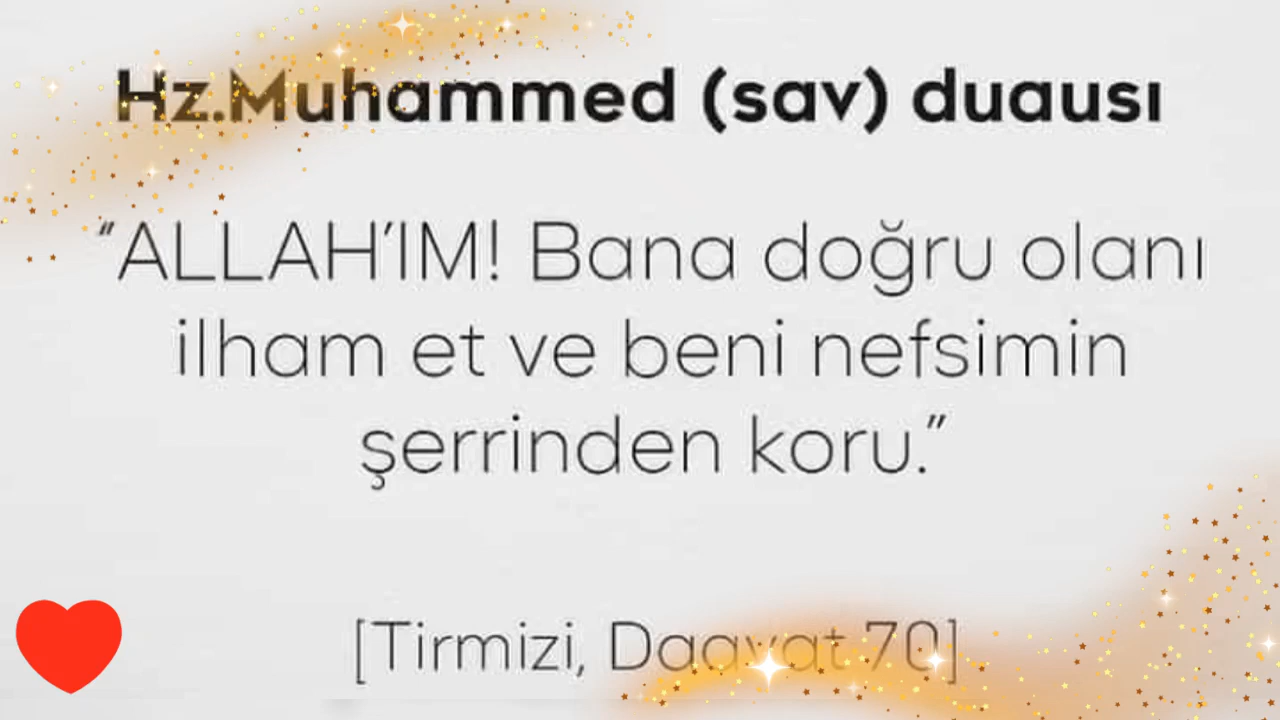 Hz.Muhammed (sav) duausı
“ALLAH’IM! Bana doğru olanı
ilham et ve beni nefsimin
şerrinden koru.”
[Tirmizi, Daavat 70]